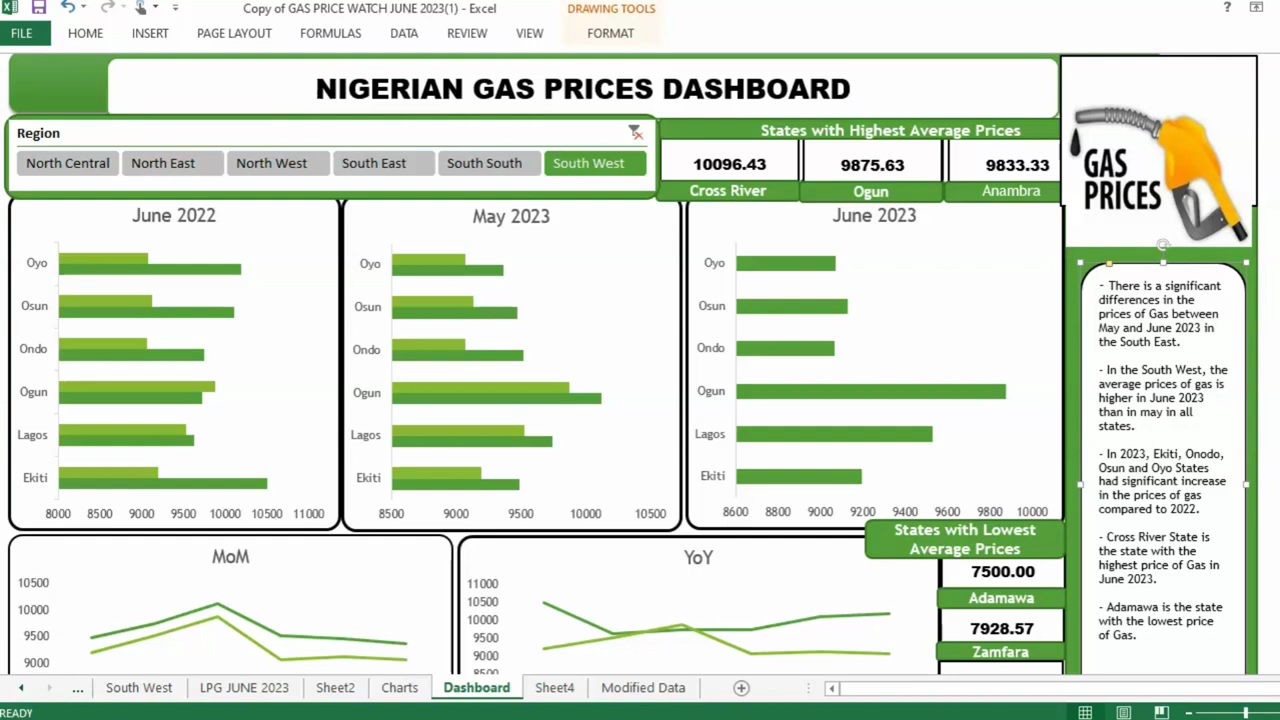 Copy of GAS PRICE WATCH JUNE 2023(1) - Excel
DRAWING TOOLS
?
FILE
HOME
INSERT
PAGE LAYOUT
FORMULAS
DATA
REVIEW
VIEW
FORMAT
NIGERIAN GAS PRICES DASHBOARD
Region
North Central
North East
North West
South East
South South
South West
States with Highest Average Prices
10096.43
9875.63
9833.33
Cross River
Ogun
Anambra
GAS
PRICES
June 2022
Oyo
Osun
Ondo
Ogun
Lagos
Ekiti
8000 8500 9000 9500 10000 10500 11000
May 2023
Oyo
Osun
Ondo
Ogun
Lagos
Ekiti
8500 9000 9500 10000 10500
June 2023
Oyo
Osun
Ondo
Ogun
Lagos
Ekiti
8600 8800 9000 9200 9400 9600 9800 10000
- There is a significant
differences in the
prices of Gas between
May and June 2023 in
the South East.
- In the South West, the
average prices of gas is
higher in June 2023
than in may in all
states.
- In 2023, Ekiti, Onodo,
Osun and Oyo States
had significant increase
in the prices of gas
compared to 2022.
- Cross River State is
the state with the
highest price of Gas in
June 2023.
- Adamawa is the state
with the lowest price
of Gas.
MoM
10500
10000
9500
9000
YoY
11000
10500
10000
9500
9000
8500
States with Lowest
Average Prices
7500.00
Adamawa
7928.57
Zamfara
...
South West
LPG JUNE 2023
Sheet2
Charts
Dashboard
Sheet4
Modified Data
READY